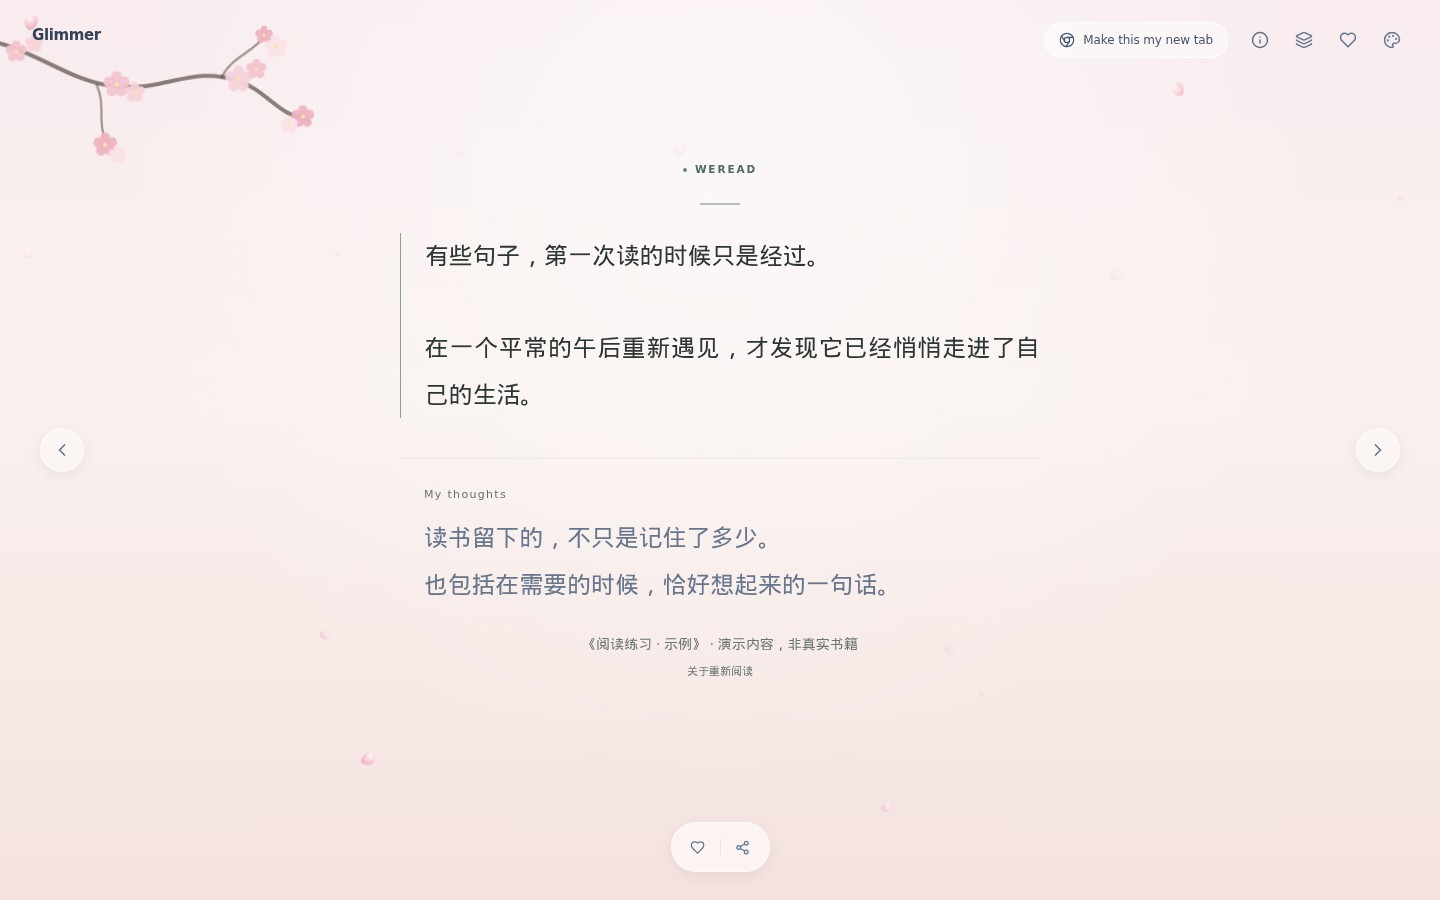 Glimmer
Make this my new tab
• WEREAD
有些句子，第一次读的时候只是经过。
在一个平常的午后重新遇见，才发现它已经悄悄走进了自
己的生活。
My thoughts
读书留下的，不只是记住了多少。
也包括在需要的时候，恰好想起来的一句话。
《阅读练习 · 示例》 · 演示内容，非真实书籍
关于重新阅读